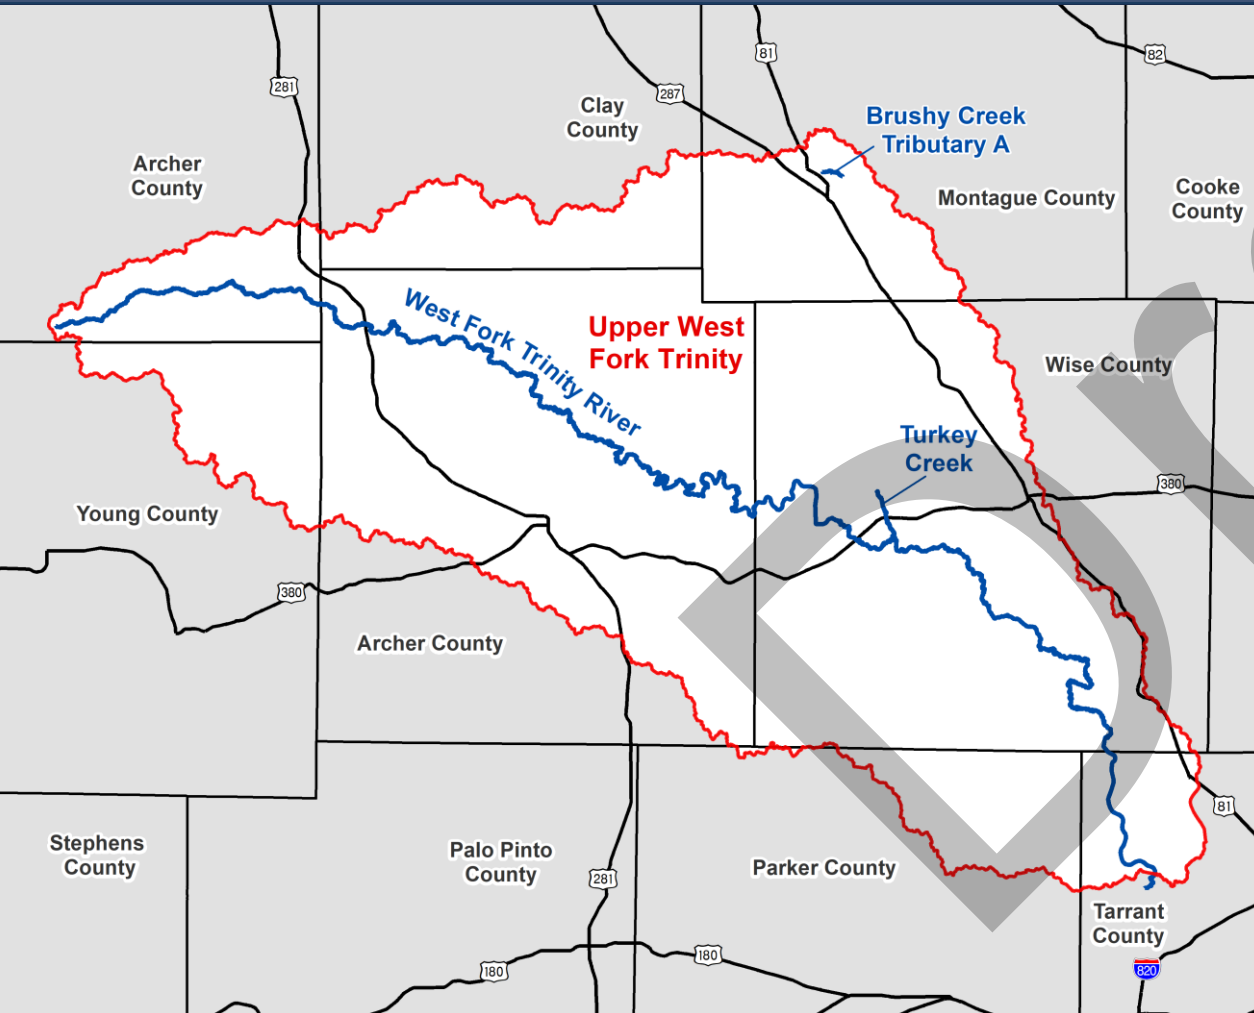 281
Clay
County
287
81
82
Brushy Creek
Tributary A
Archer
County
Montague County
Cooke
County
West Fork Trinity River
Upper West
Fork Trinity
Wise County
Turkey
Creek
380
Young County
380
Archer County
81
Stephens
County
Palo Pinto
County
281
Parker County
Tarrant
County
180
180
820